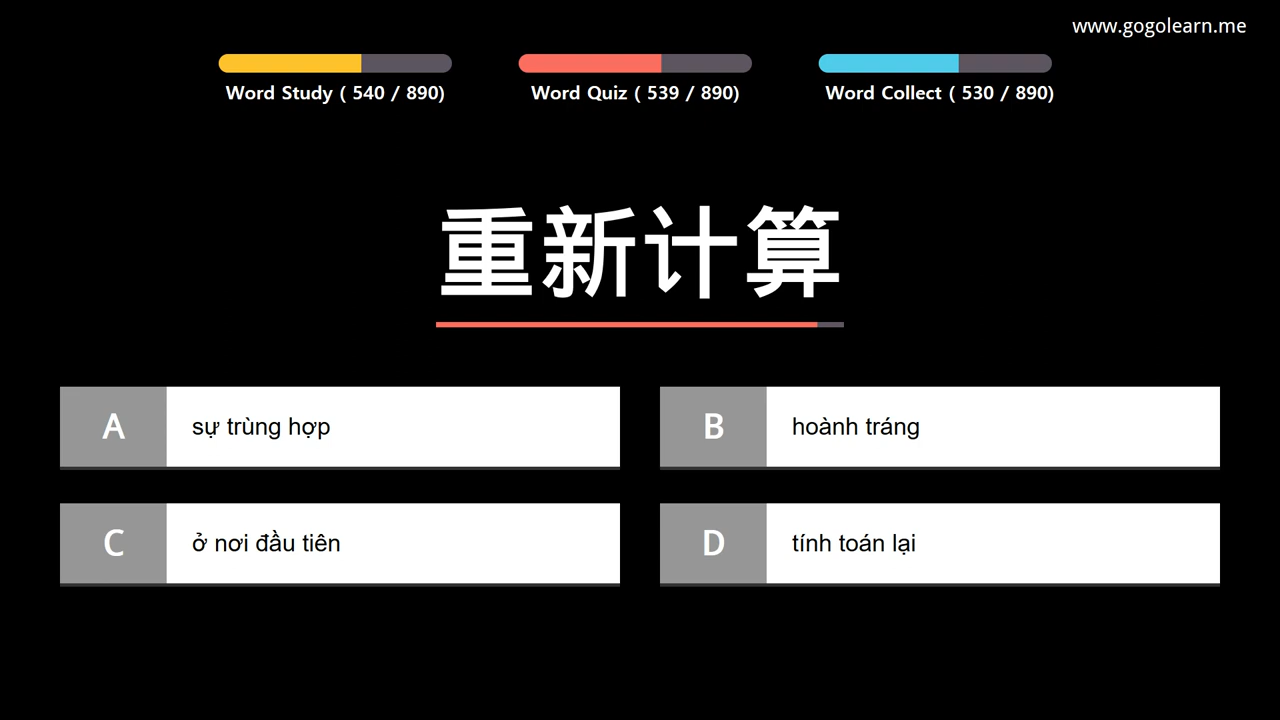 www.gogolearn.me
Word Study ( 540 / 890)
Word Quiz ( 539 / 890)
Word Collect ( 530 / 890)
重新计算
A
sự trùng hợp
B
hoành tráng
C
ở nơi đầu tiên
D
tính toán lại